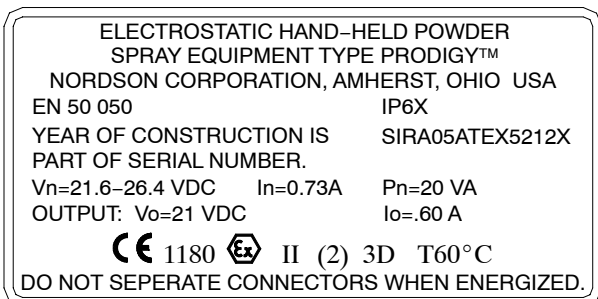 ELECTROSTATIC HAND–HELD POWDER
SPRAY EQUIPMENT TYPE PRODIGY™
NORDSON CORPORATION, AMHERST, OHIO USA
EN 50 050 IP6X
YEAR OF CONSTRUCTION IS SIRA05ATEX5212X
PART OF SERIAL NUMBER.
Vn=21.6–26.4 VDC In=0.73A Pn=20 VA
OUTPUT: Vo=21 VDC Io=.60 A
CE 1180 Ex II (2) 3D T60°C
DO NOT SEPERATE CONNECTORS WHEN ENERGIZED.